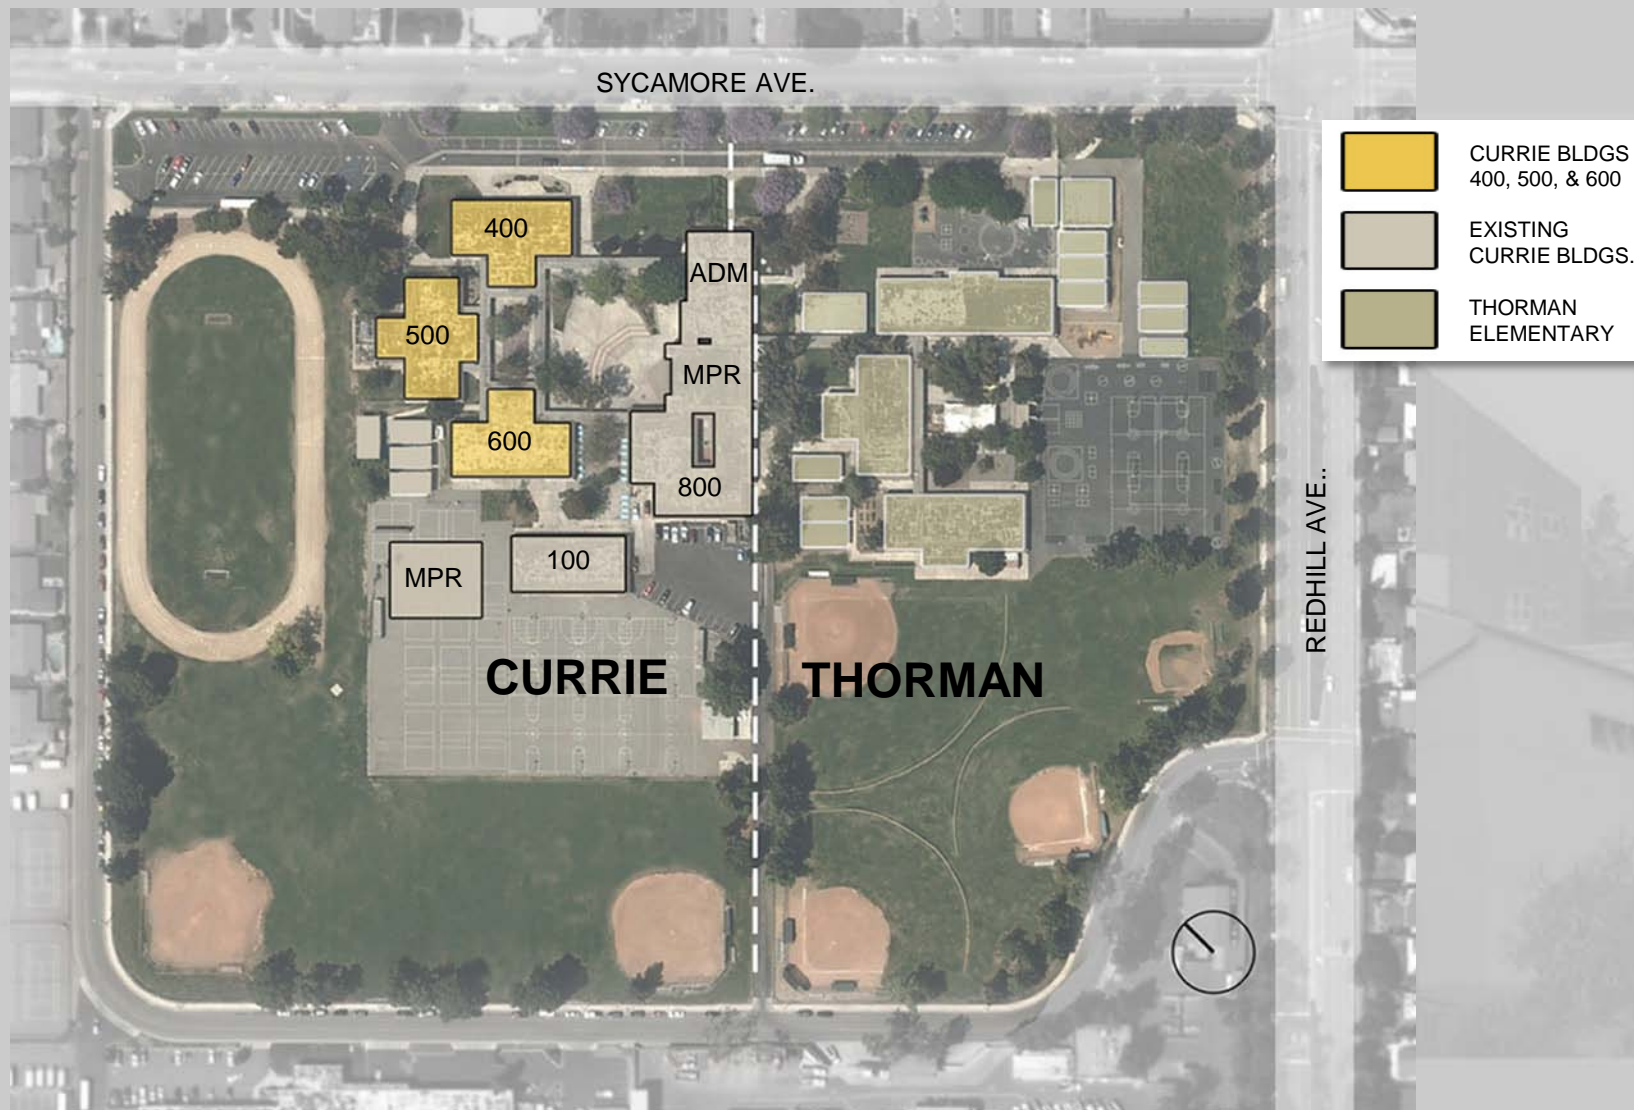 SYCAMORE AVE.
CURRIE BLDGS
400, 500, & 600
EXISTING
CURRIE BLDGS.
THORMAN
ELEMENTARY
400
ADM
500
MPR
600
800
100
MPR
CURRIE
THORMAN
REDHILL AVE..